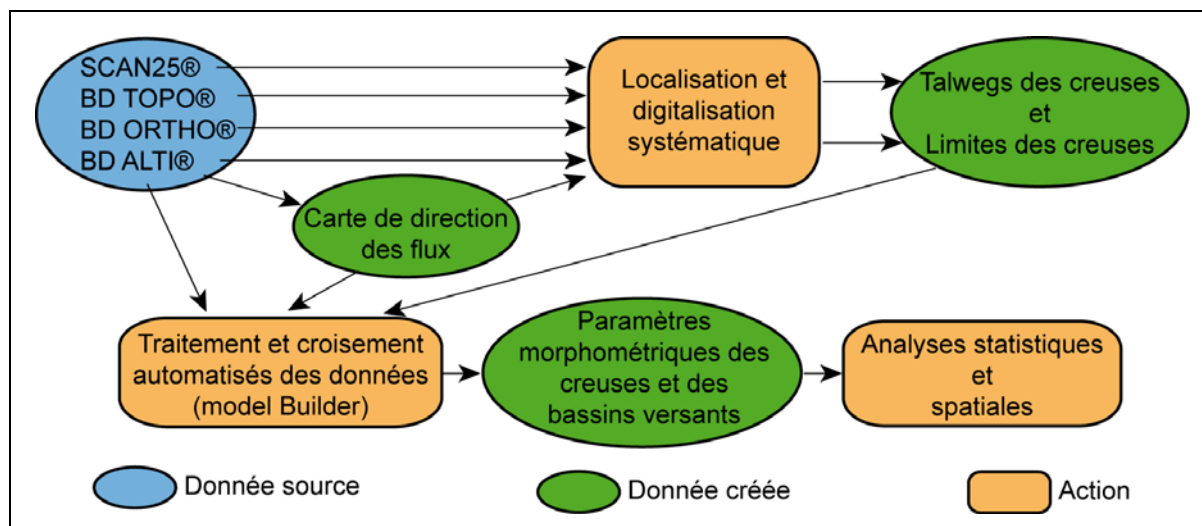 SCAN25®
BD TOPO®
BD ORTHO®
BD ALTI®
Localisation et
digitalisation
systématique
Talwegs des creuses
et
Limites des creuses
Carte de direction
des flux
Traitement et croisement
automatisés des données
(model Builder)
Paramètres
morphométriques des
creuses et des
bassins versants
Analyses statistiques
et
spatiales
Donnée source
Donnée créée
Action